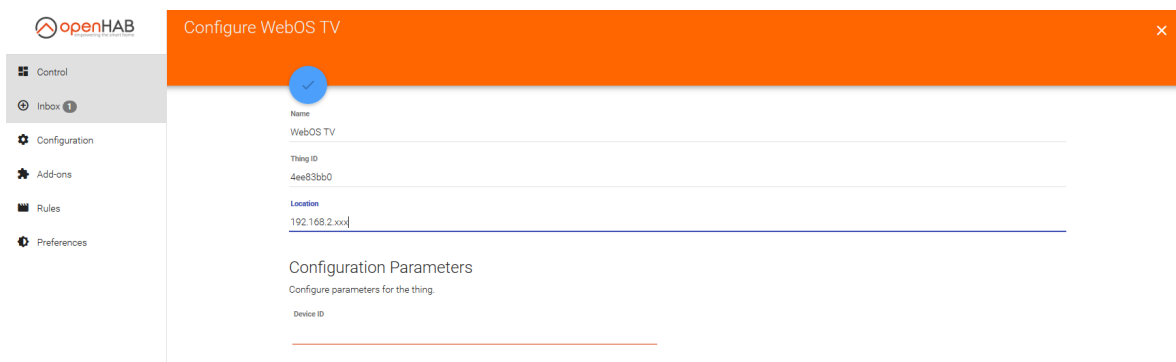 openHAB
empowering the smart home
Configure WebOS TV
Control
Inbox 1
Configuration
Add-ons
Rules
Preferences
Name
WebOS TV
Thing ID
4ee83bb0
Location
192.168.2.xxx
Configuration Parameters
Configure parameters for the thing.
Device ID